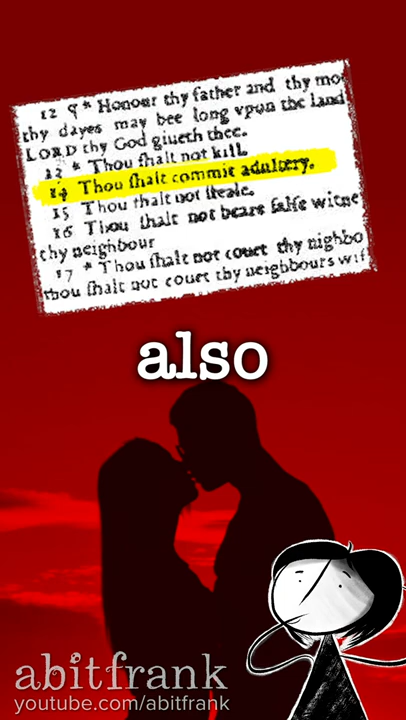 12 ¶ * Honour thy father and thy mo
thy dayes may bee long vpon the land
LORD thy God giueth thee.
13 * Thou ſhalt not kill.
14 Thou ſhalt commit adultery.
15 Thou ſhalt not ſteale.
16 Thou ſhalt not beare falſe witne
thy neighbour
17 * Thou ſhalt not couet thy nighbo
thou ſhalt not couet thy neighbours wif
also
abitfrank
youtube.com/abitfrank